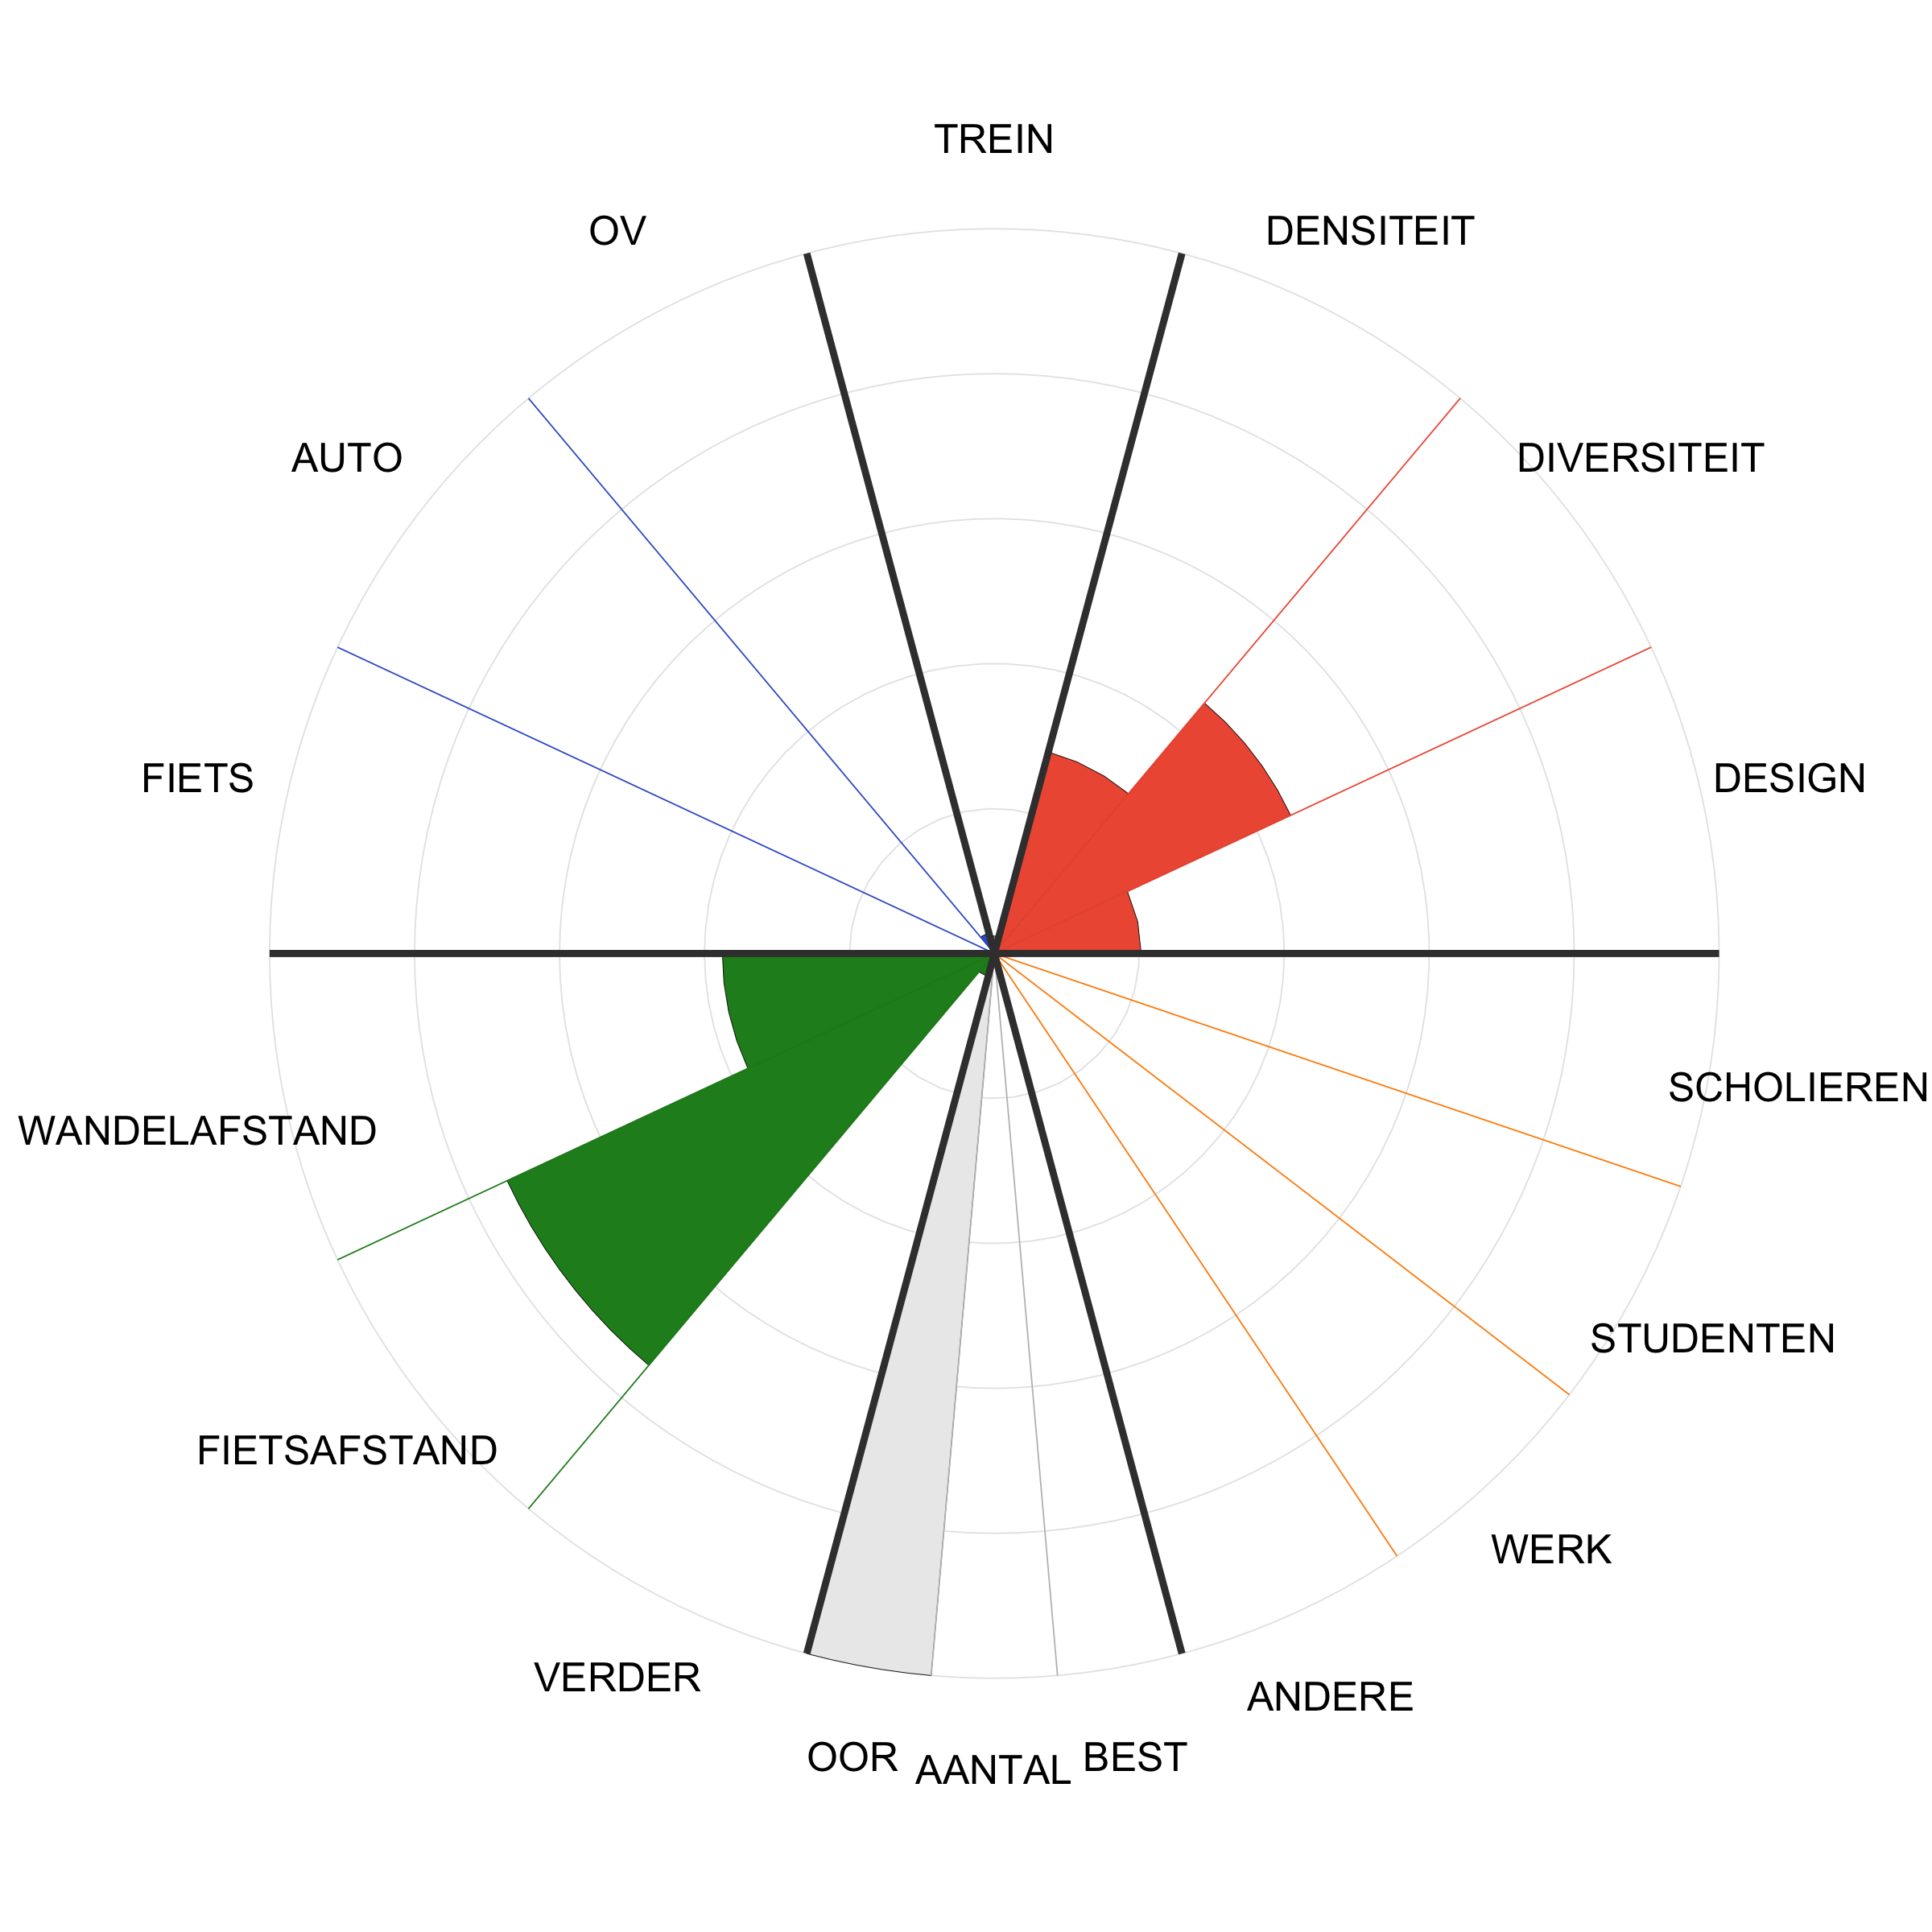 TREIN
OV
DENSITEIT
AUTO
DIVERSITEIT
FIETS
DESIGN
SCHOLIEREN
WANDELAFSTAND
STUDENTEN
FIETSAFSTAND
WERK
VERDER
ANDERE
OOR
AANTAL
BEST